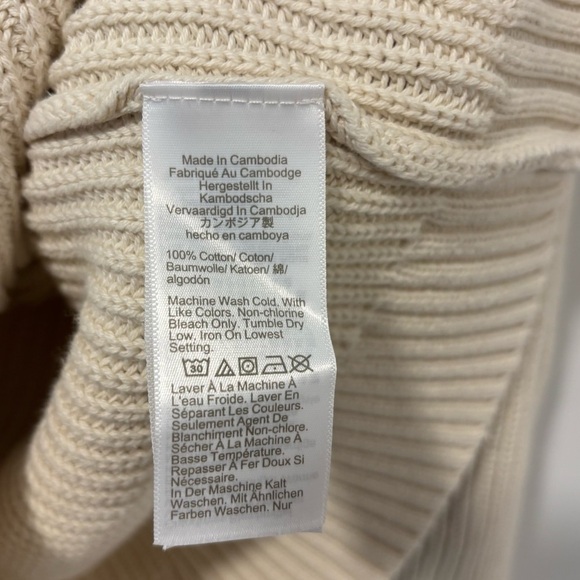 Made In Cambodia
Fabriqué Au Cambodge
Hergestellt In
Kambodscha
Vervaardigd In Cambodja
カンボジア製
hecho en camboya
100% Cotton/ Coton/
Baumwolle/ Katoen/ 綿/
algodón
Machine Wash Cold. With
Like Colors. Non-chlorine
Bleach Only. Tumble Dry
Low. Iron On Lowest
Setting.
30
Laver À La Machine À
L'eau Froide. Laver En
Séparant Les Couleurs.
Seulement Agent De
Blanchiment Non-chlore.
Sécher À La Machine À
Basse Température.
Repasser À Fer Doux Si
Nécessaire.
In Der Maschine Kalt
Waschen. Mit Ähnlichen
Farben Waschen. Nur